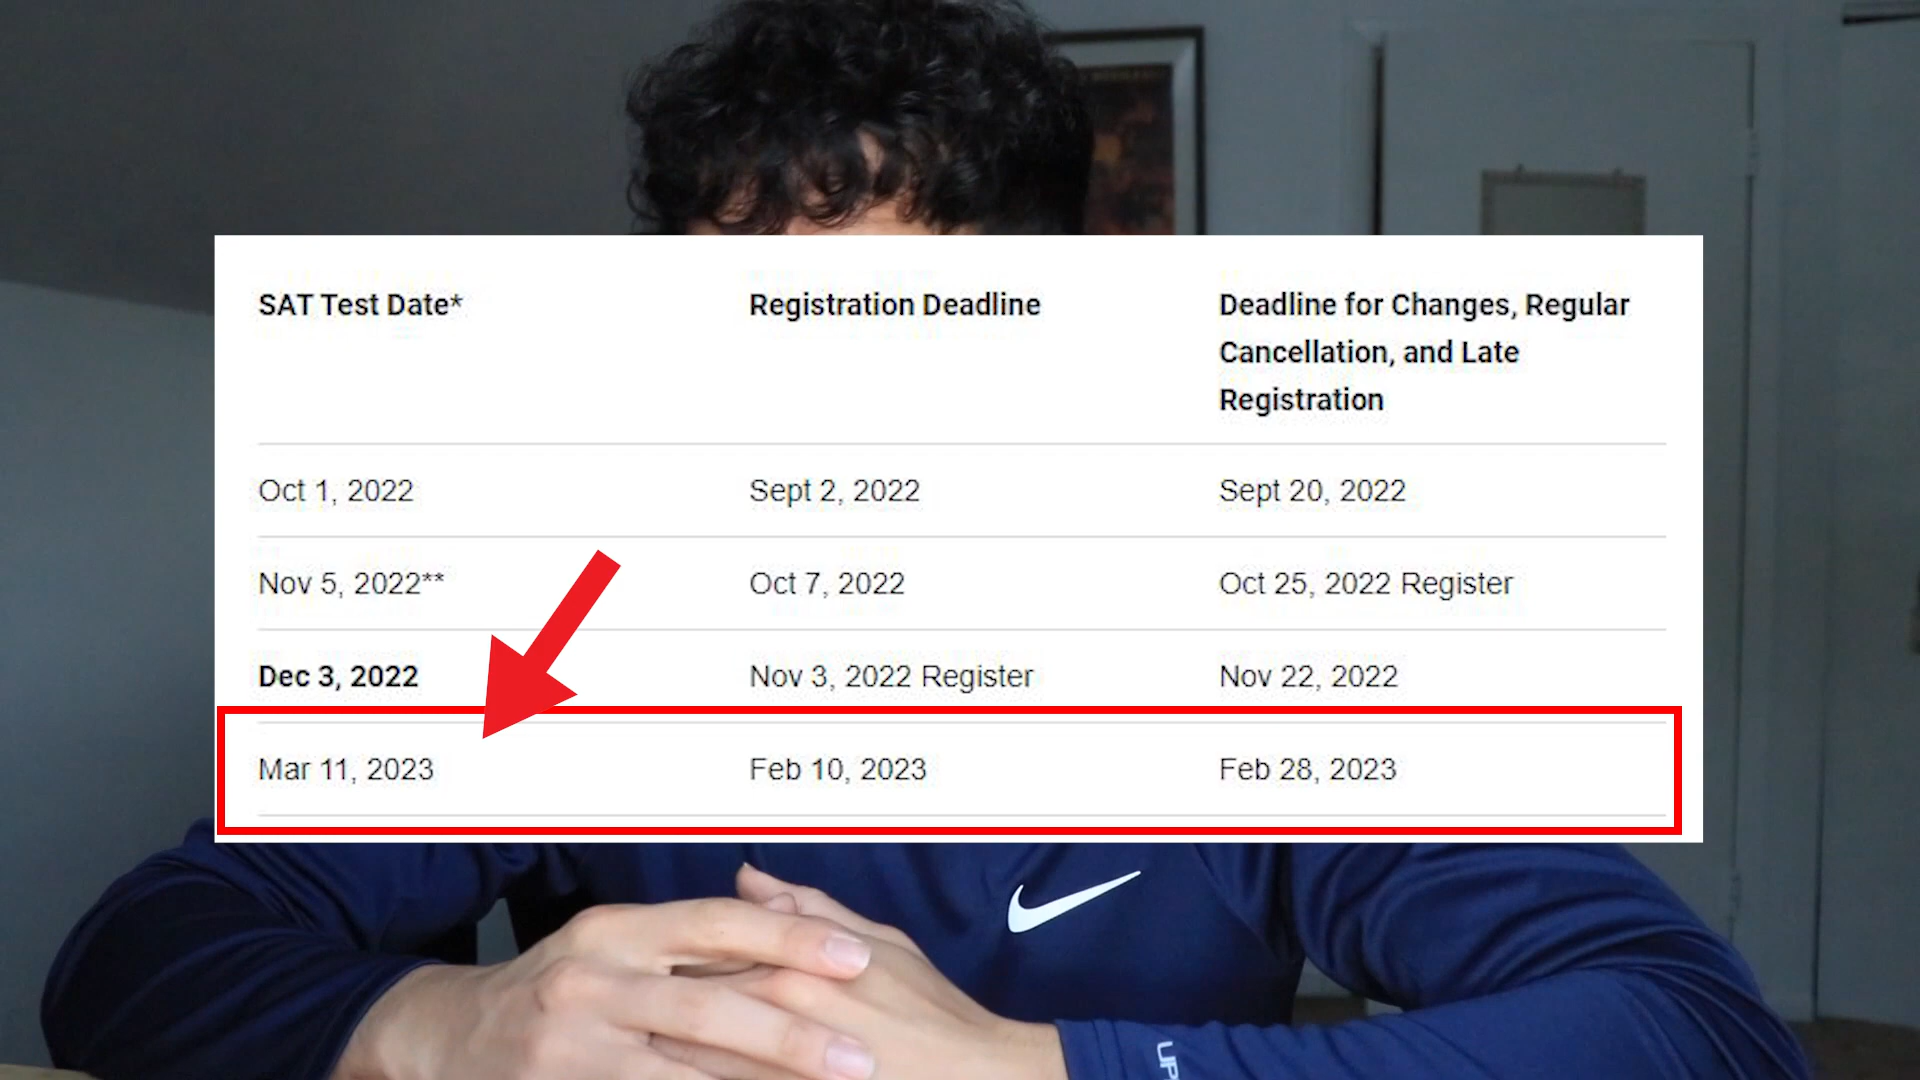 SAT Test Date* Registration Deadline Deadline for Changes, Regular
Cancellation, and Late
Registration
Oct 1, 2022 Sept 2, 2022 Sept 20, 2022
Nov 5, 2022** Oct 7, 2022 Oct 25, 2022 Register
Dec 3, 2022 Nov 3, 2022 Register Nov 22, 2022
Mar 11, 2023 Feb 10, 2023 Feb 28, 2023
UP